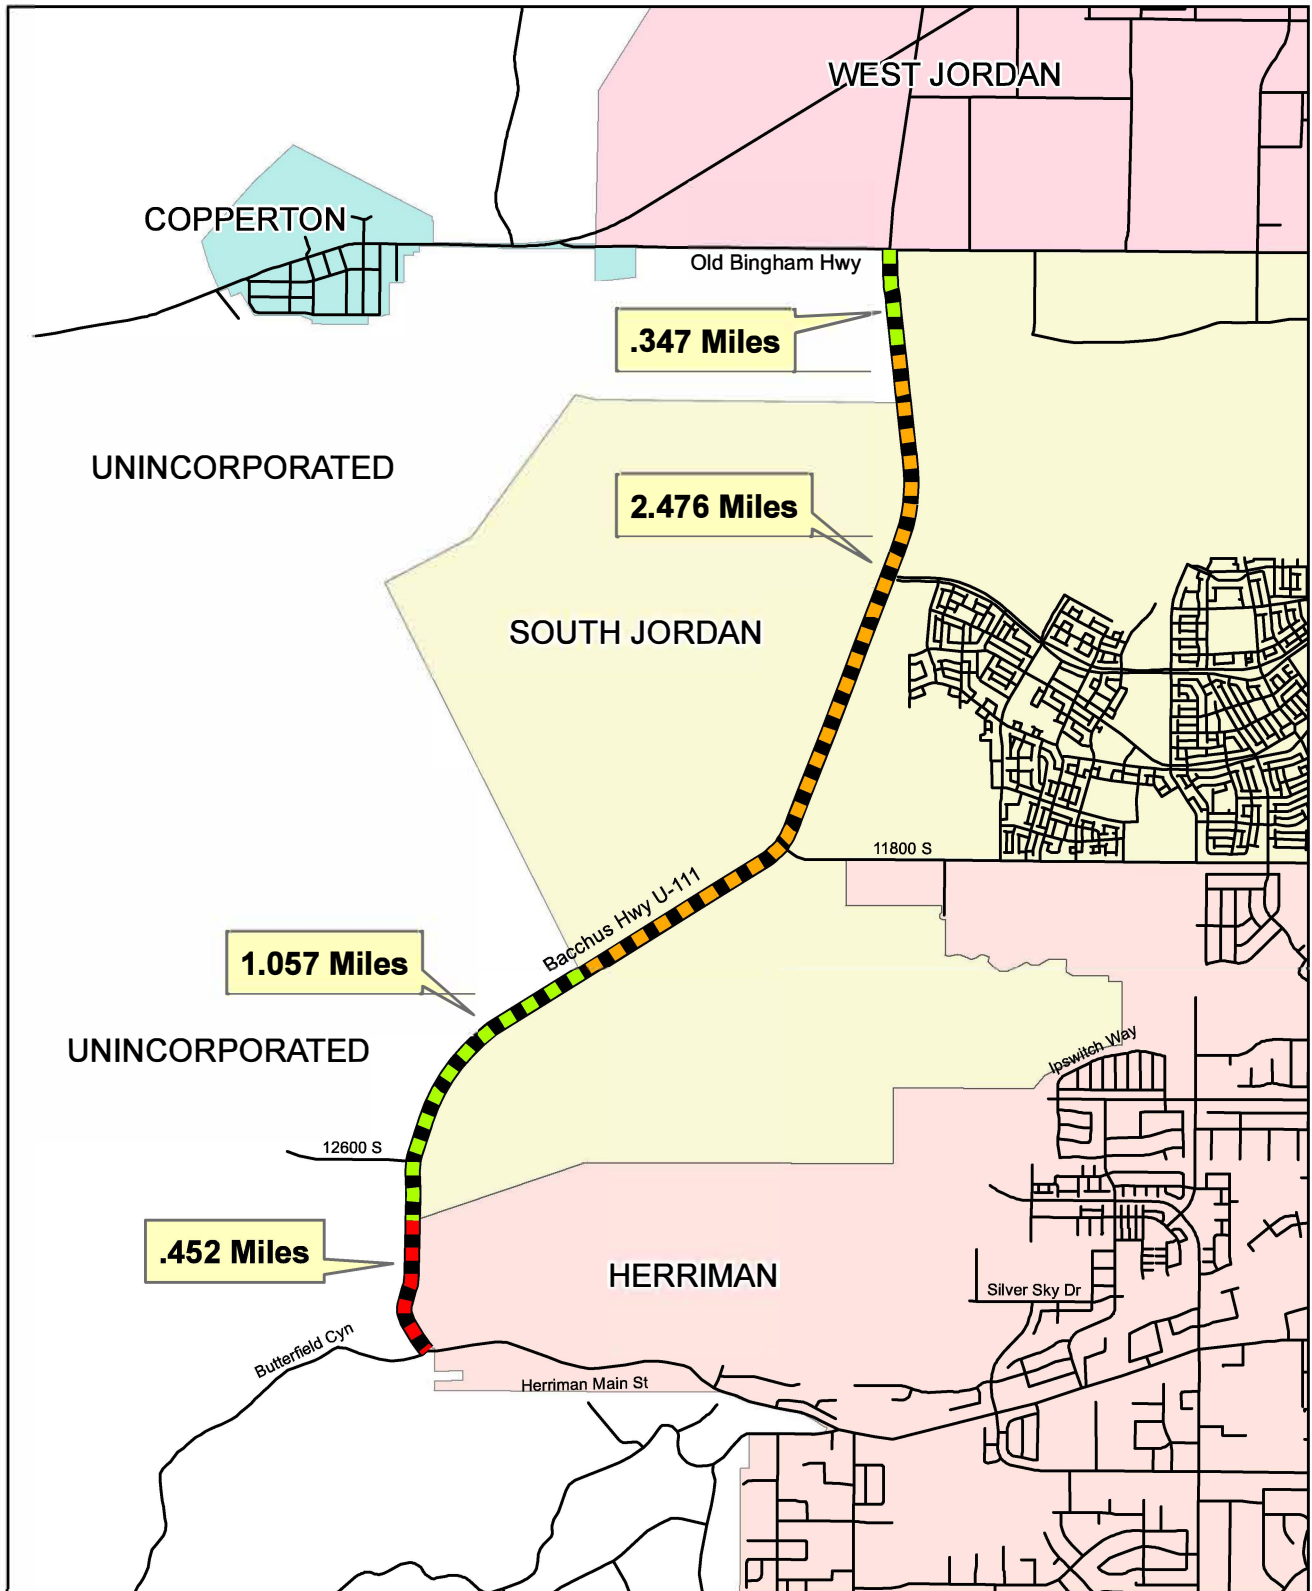 WEST JORDAN
COPPERTON
Old Bingham Hwy
.347 Miles
UNINCORPORATED
2.476 Miles
SOUTH JORDAN
11800 S
Bacchus Hwy U-111
1.057 Miles
UNINCORPORATED
Ipswitch Way
12600 S
.452 Miles
HERRIMAN
Silver Sky Dr
Butterfield Cyn
Herriman Main St